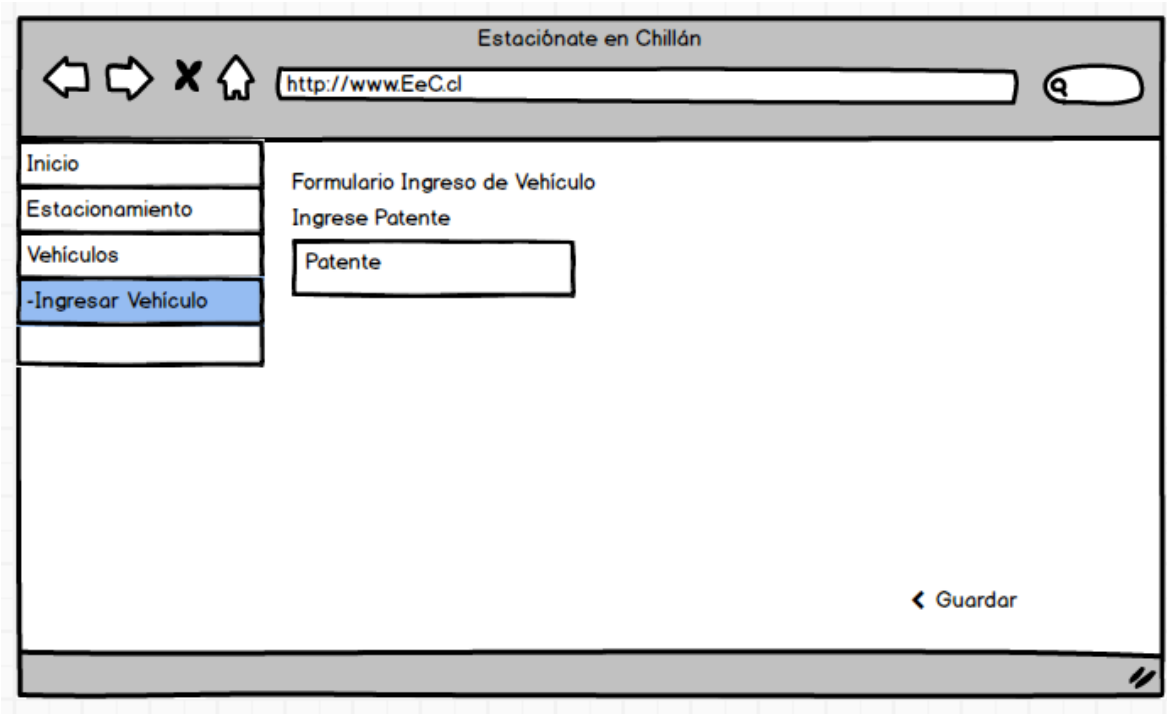 Estaciónate en Chillán
http://www.EeC.cl
Inicio
Estacionamiento
Vehículos
-Ingresar Vehículo
Formulario Ingreso de Vehículo
Ingrese Patente
Patente
Guardar